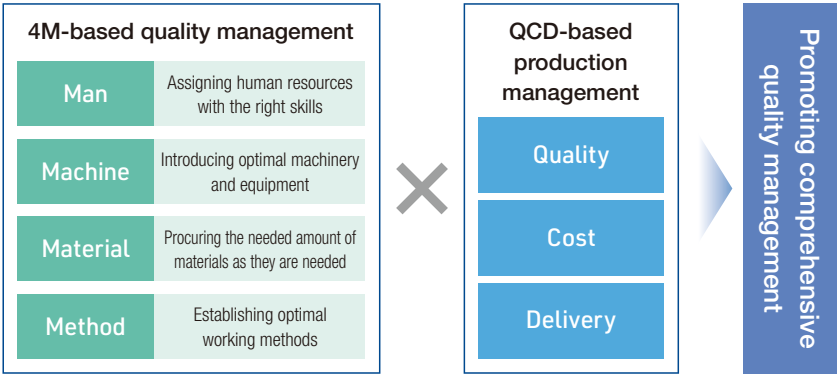 4M-based quality management
Man
Assigning human resources
with the right skills
Machine
Introducing optimal machinery
and equipment
Material
Procuring the needed amount of
materials as they are needed
Method
Establishing optimal
working methods
×
QCD-based
production
management
Quality
Cost
Delivery
Promoting comprehensive
quality management